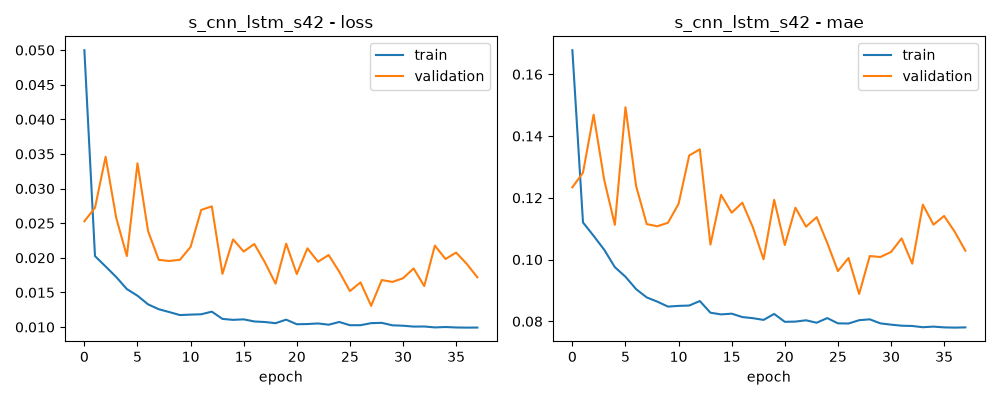 s_cnn_lstm_s42 - loss
0.050
0.045
0.040
0.035
0.030
0.025
0.020
0.015
0.010
0 5 10 15 20 25 30 35
epoch
train
validation
s_cnn_lstm_s42 - mae
0.16
0.14
0.12
0.10
0.08
0 5 10 15 20 25 30 35
epoch
train
validation